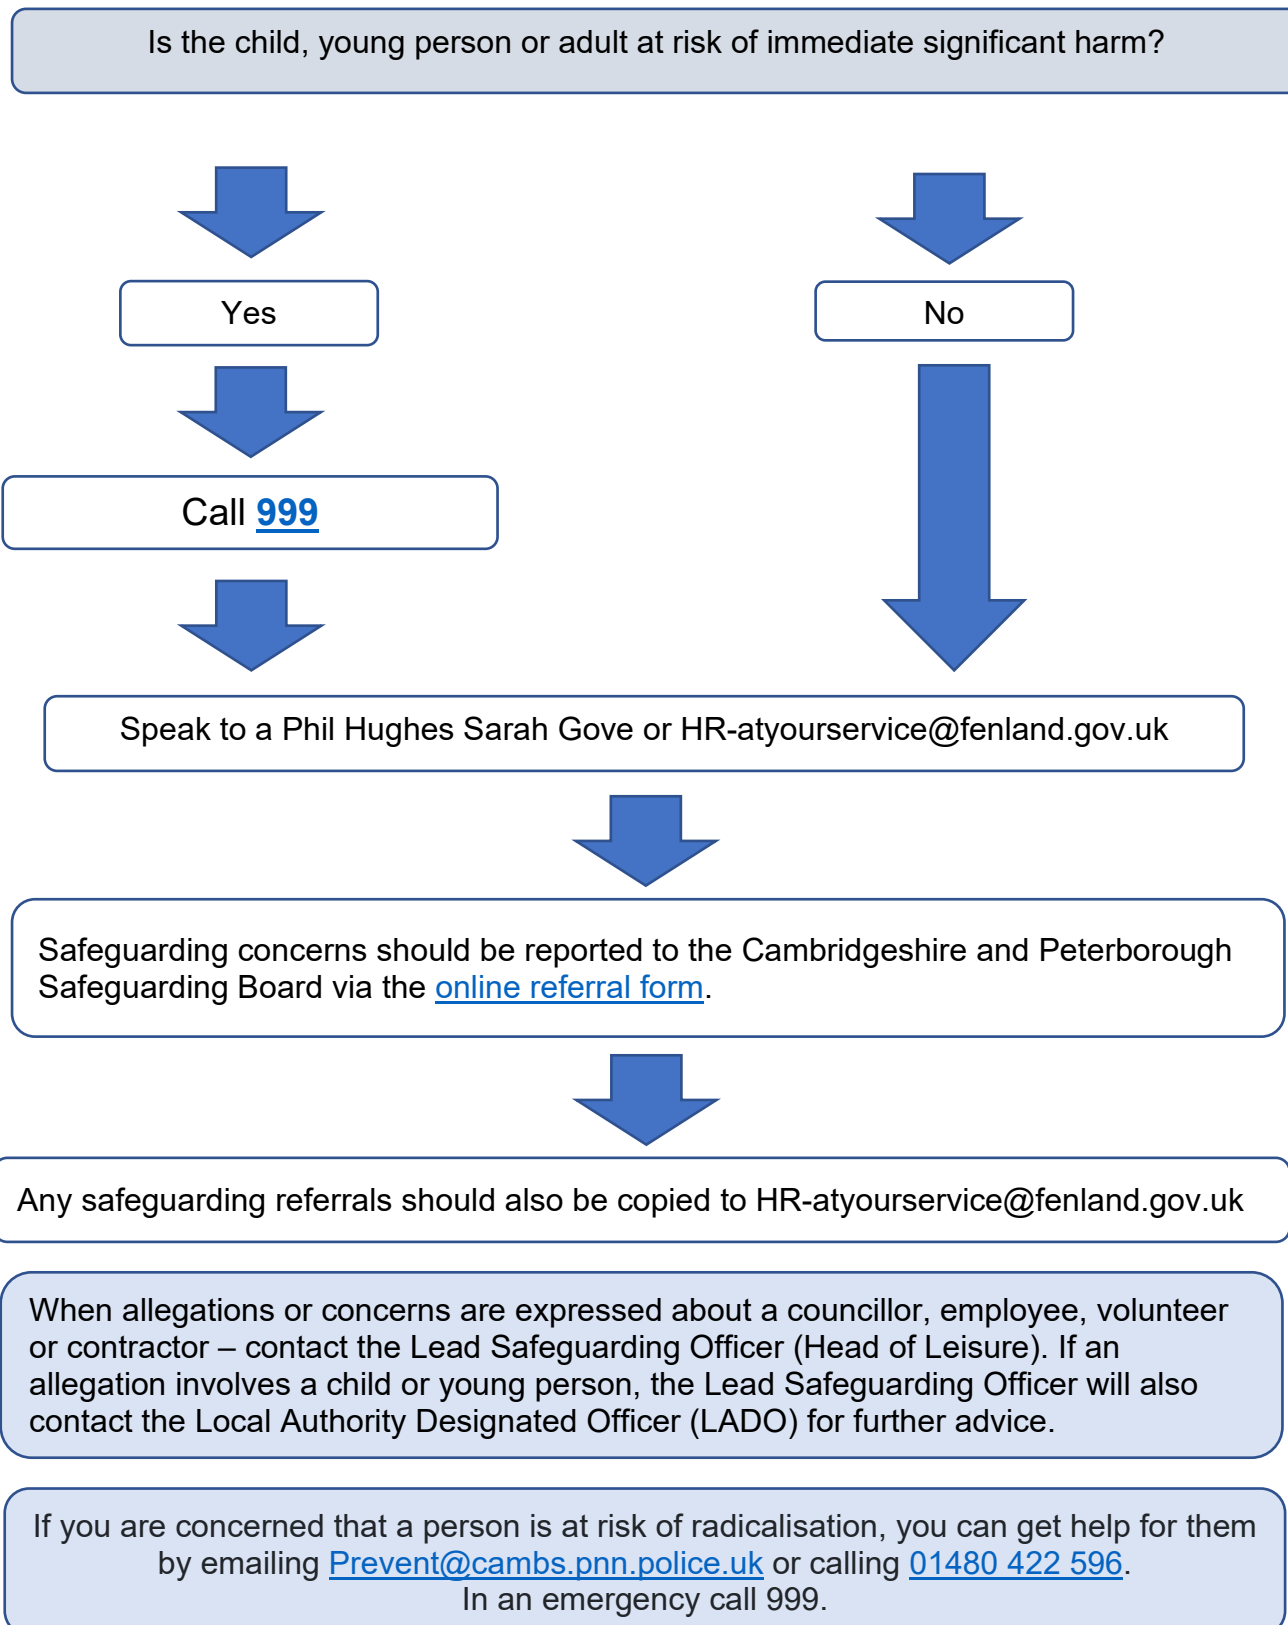 Is the child, young person or adult at risk of immediate significant harm?
Yes
No
Call 999
Speak to a Phil Hughes Sarah Gove or HR-atyourservice@fenland.gov.uk
Safeguarding concerns should be reported to the Cambridgeshire and Peterborough
Safeguarding Board via the online referral form.
Any safeguarding referrals should also be copied to HR-atyourservice@fenland.gov.uk
When allegations or concerns are expressed about a councillor, employee, volunteer
or contractor – contact the Lead Safeguarding Officer (Head of Leisure). If an
allegation involves a child or young person, the Lead Safeguarding Officer will also
contact the Local Authority Designated Officer (LADO) for further advice.
If you are concerned that a person is at risk of radicalisation, you can get help for them
by emailing Prevent@cambs.pnn.police.uk or calling 01480 422 596.
In an emergency call 999.